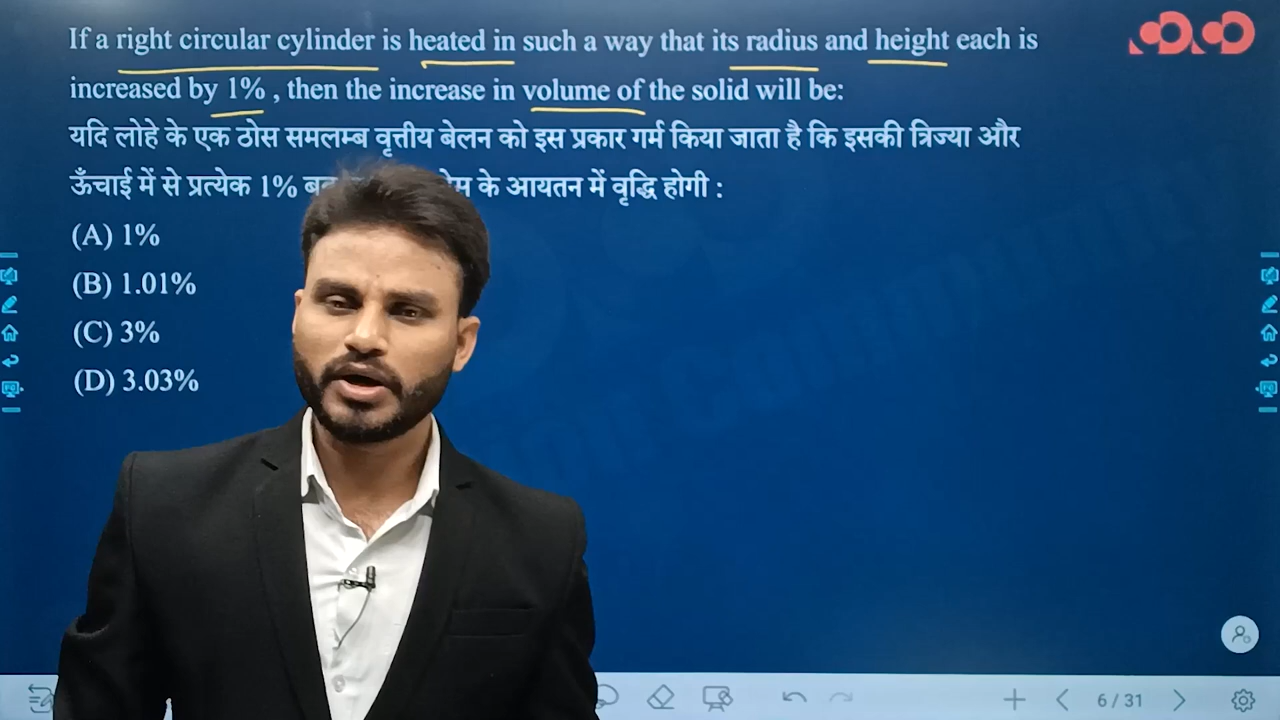 If a right circular cylinder is heated in such a way that its radius and height each is
increased by 1% , then the increase in volume of the solid will be:
यदि लोहे के एक ठोस समलम्ब वृत्तीय बेलन को इस प्रकार गर्म किया जाता है कि इसकी त्रिज्या और
ऊँचाई में से प्रत्येक 1% के आयतन में वृद्धि होगी :
(A) 1%
(B) 1.01%
(C) 3%
(D) 3.03%
6 / 31